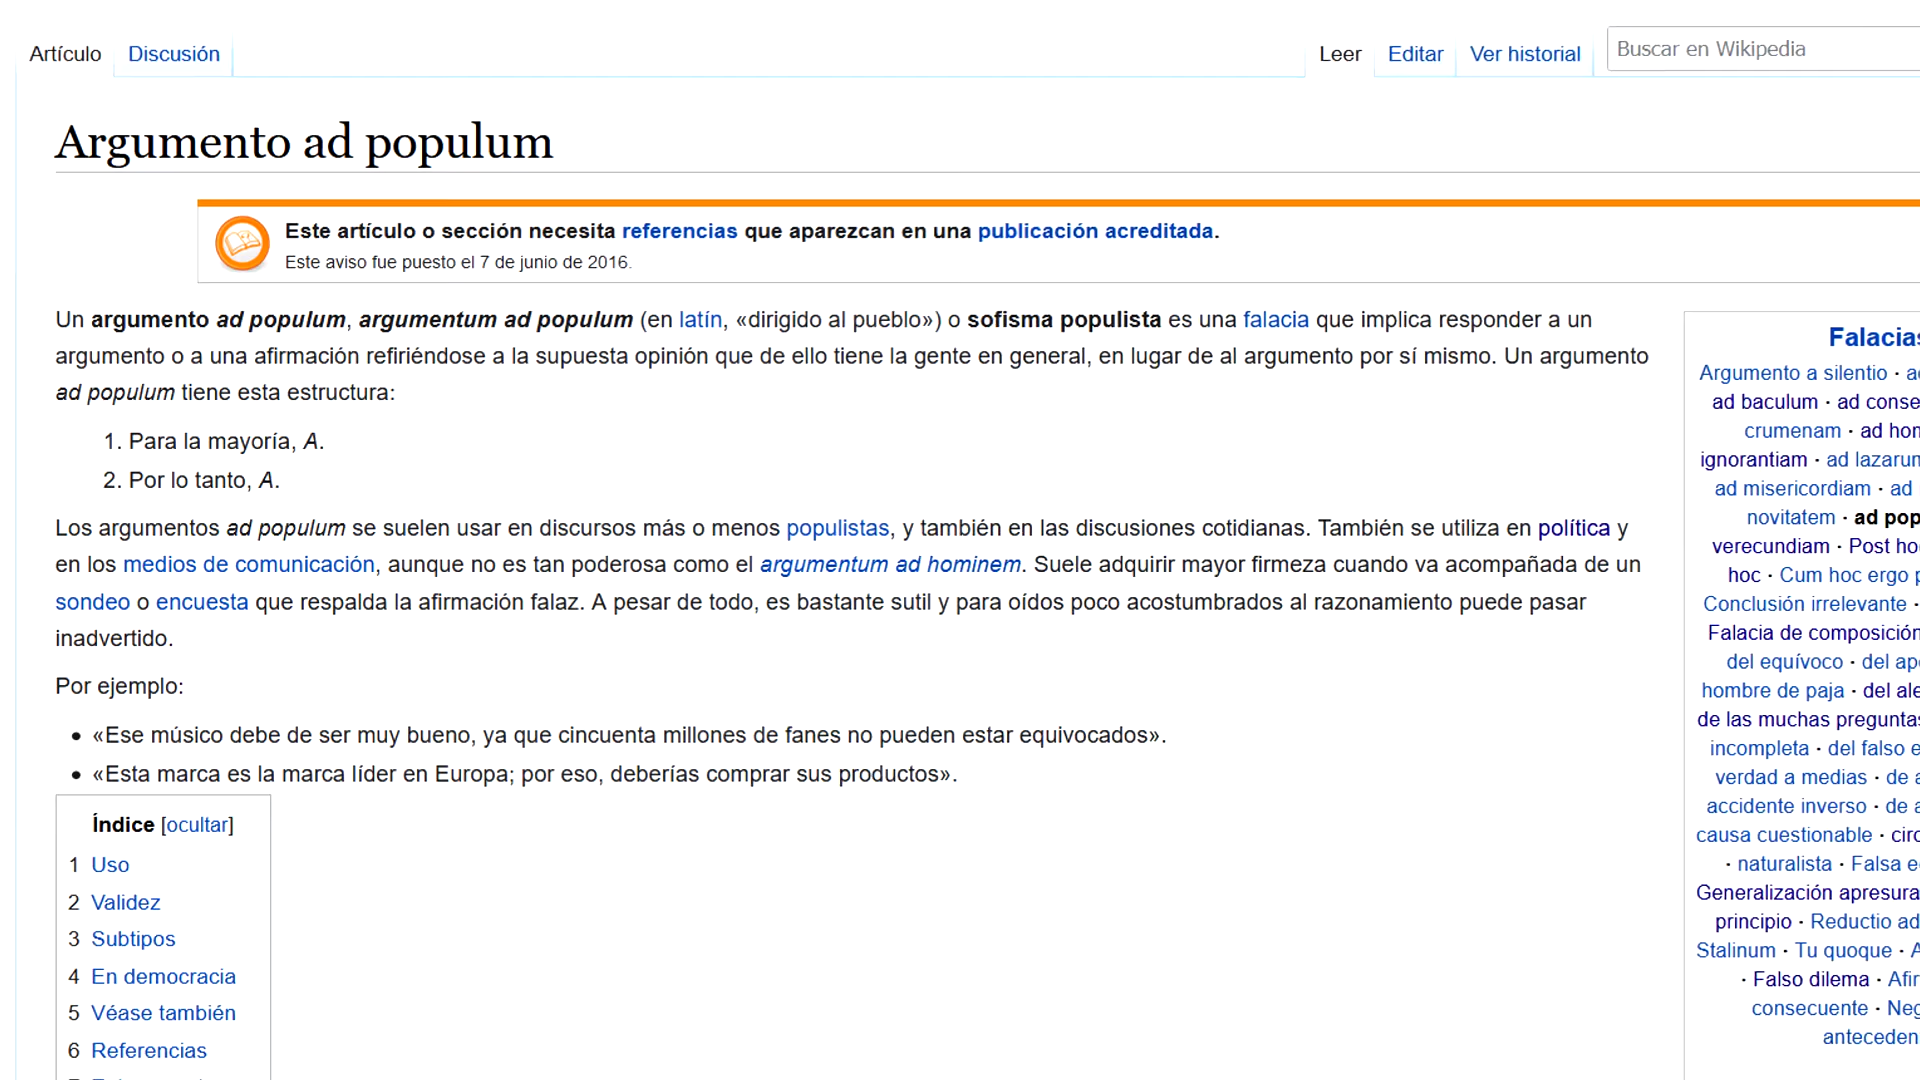 Artículo Discusión Leer Editar Ver historial Buscar en Wikipedia
Argumento ad populum
Este artículo o sección necesita referencias que aparezcan en una publicación acreditada.
Este aviso fue puesto el 7 de junio de 2016.
Un argumento ad populum, argumentum ad populum (en latín, «dirigido al pueblo») o sofisma populista es una falacia que implica responder a un
argumento o a una afirmación refiriéndose a la supuesta opinión que de ello tiene la gente en general, en lugar de al argumento por sí mismo. Un argumento
ad populum tiene esta estructura:
1. Para la mayoría, A.
2. Por lo tanto, A.
Los argumentos ad populum se suelen usar en discursos más o menos populistas, y también en las discusiones cotidianas. También se utiliza en política y
en los medios de comunicación, aunque no es tan poderosa como el argumentum ad hominem. Suele adquirir mayor firmeza cuando va acompañada de un
sondeo o encuesta que respalda la afirmación falaz. A pesar de todo, es bastante sutil y para oídos poco acostumbrados al razonamiento puede pasar
inadvertido.
Por ejemplo:
• «Ese músico debe de ser muy bueno, ya que cincuenta millones de fanes no pueden estar equivocados».
• «Esta marca es la marca líder en Europa; por eso, deberías comprar sus productos».
Índice [ocultar]
1 Uso
2 Validez
3 Subtipos
4 En democracia
5 Véase también
6 Referencias
Falacias
Argumento a silentio ·
ad baculum · ad conse
crumenam · ad hom
ignorantiam · ad lazarum
ad misericordiam · ad
novitatem · ad pop
verecundiam · Post ho
hoc · Cum hoc ergo p
Conclusión irrelevante ·
Falacia de composición
del equívoco · del ap
hombre de paja · del ale
de las muchas preguntas
incompleta · del falso e
verdad a medias · de a
accidente inverso · de a
causa cuestionable · circ
· naturalista · Falsa e
Generalización apresura
principio · Reductio ad
Stalinum · Tu quoque · A
· Falso dilema · Afir
consecuente · Neg
anteceden